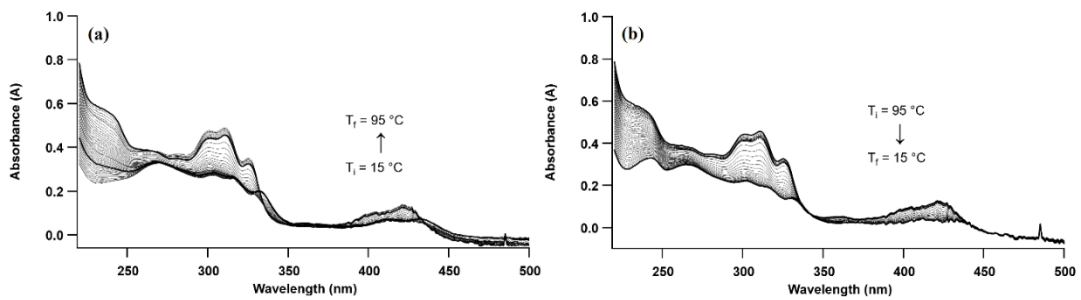 (a)
1.0
0.8
0.6
0.4
0.2
0.0
Absorbance (A)
T_f = 95 °C
↑
T_i = 15 °C
250 300 350 400 450 500
Wavelength (nm)
(b)
1.0
0.8
0.6
0.4
0.2
0.0
Absorbance (A)
T_i = 95 °C
↓
T_f = 15 °C
250 300 350 400 450 500
Wavelength (nm)